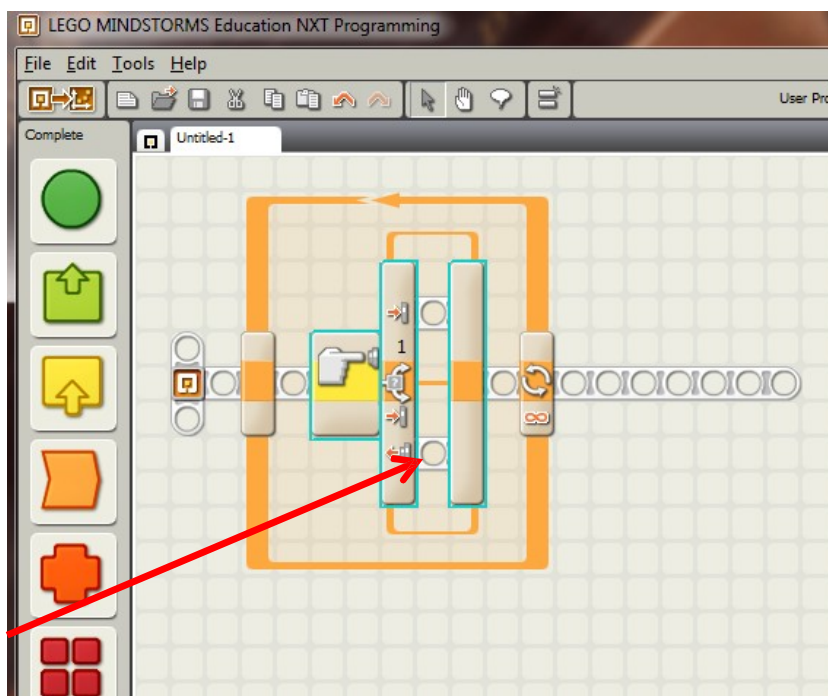 LEGO MINDSTORMS Education NXT Programming
File Edit Tools Help
User Pro
Complete
Untitled-1
1